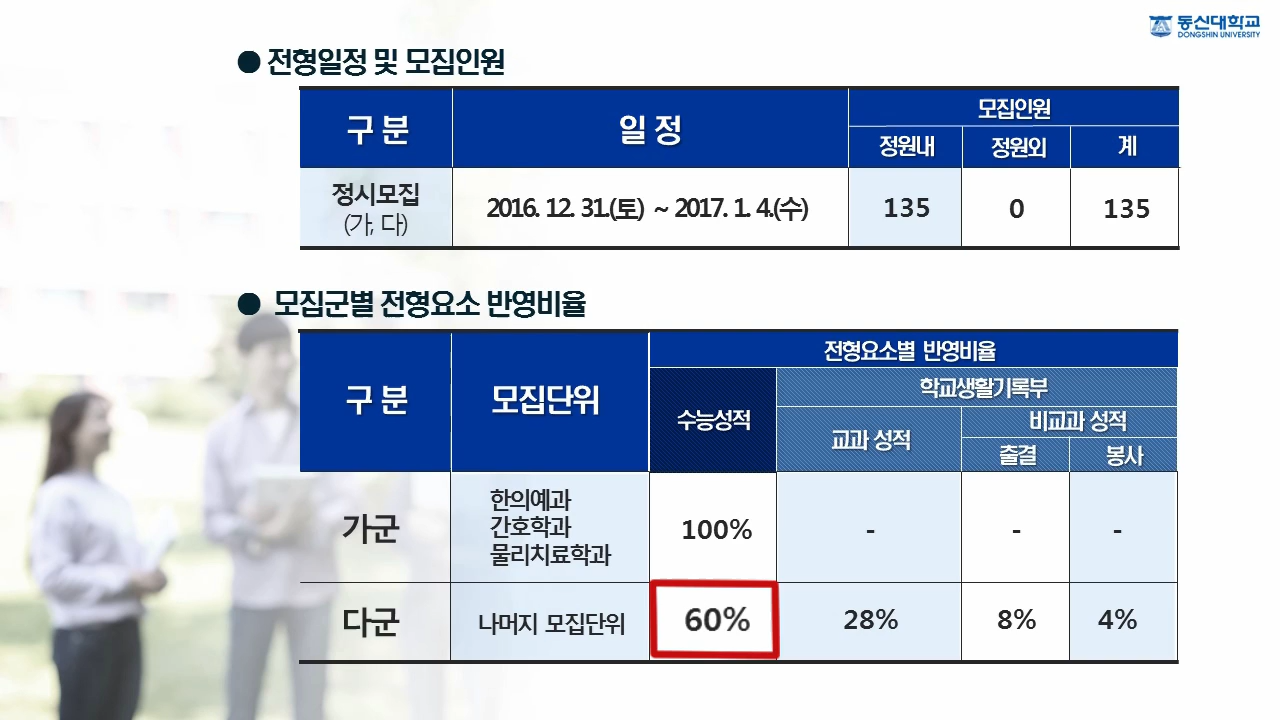 동신대학교
DONGSHIN UNIVERSITY
● 전형일정 및 모집인원
구 분 일 정 모집인원
정원내 정원외 계
정시모집
(가, 다)
2016. 12. 31.(토) ~ 2017. 1. 4.(수) 135 0 135
● 모집군별 전형요소 반영비율
구 분 모집단위 전형요소별 반영비율
수능성적 학교생활기록부
교과 성적 비교과 성적
출결 봉사
가군
한의예과
간호학과
물리치료학과
100% - - -
다군 나머지 모집단위 60% 28% 8% 4%